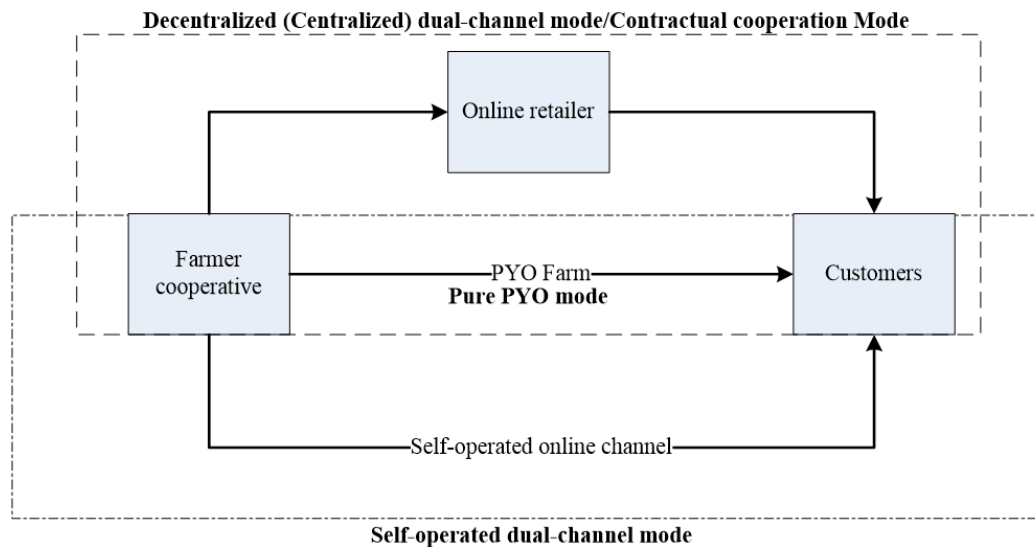 Decentralized (Centralized) dual-channel mode/Contractual cooperation Mode
Online retailer
Farmer
cooperative
PYO Farm
Pure PYO mode
Customers
Self-operated online channel
Self-operated dual-channel mode